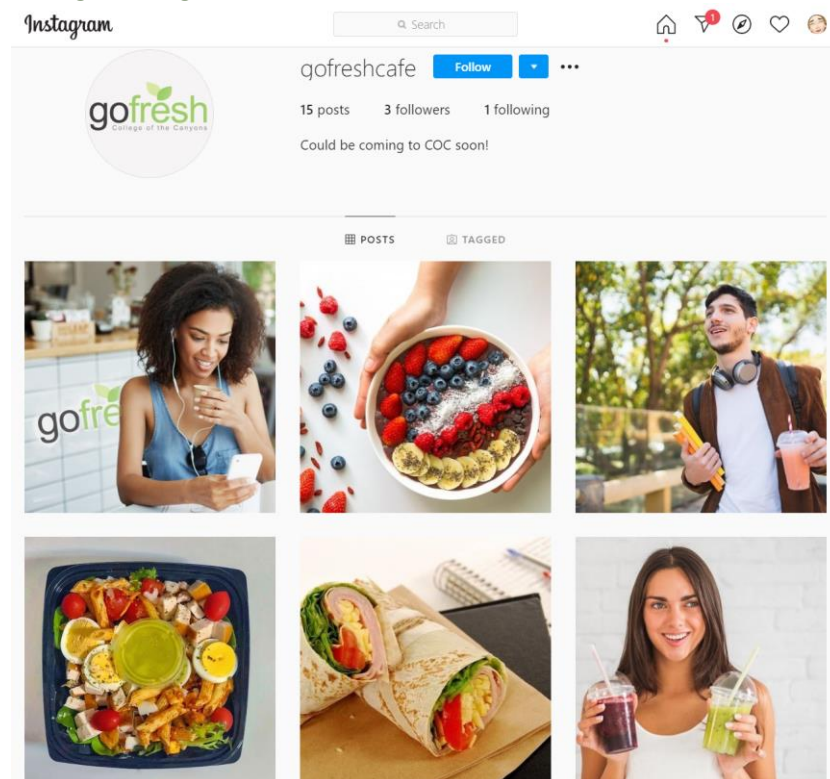 Instagram
Search
1
gofresh
College of the Canyons
gofreshcafe Follow
15 posts 3 followers 1 following
Could be coming to COC soon!
POSTS TAGGED
gofre